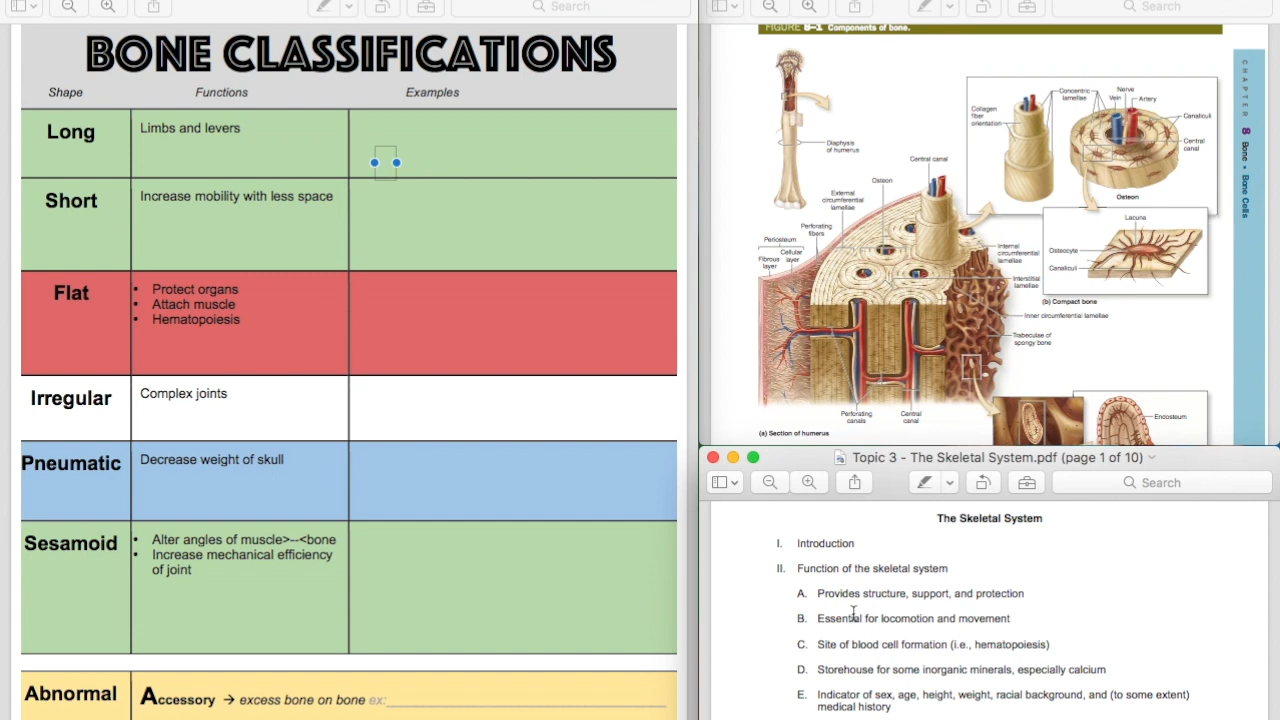 Search
BONE CLASSIFICATIONS
Shape Functions Examples
Long Limbs and levers
Short Increase mobility with less space
Flat
• Protect organs
• Attach muscle
• Hematopoiesis
Irregular Complex joints
Pneumatic Decrease weight of skull
Sesamoid
• Alter angles of muscle>--<bone
• Increase mechanical efficiency
of joint
Abnormal Accessory → excess bone on bone ex:
Search
FIGURE 8–1 Components of bone.
Diaphysis
of humerus
Collagen
fiber
orientation
Concentric
lamellae
Nerve
Vein
Artery
Canaliculi
Central
canal
Osteon
Central canal
Osteon
External
circumferential
lamellae
Perforating
fibers
Periosteum
Cellular
layer
Fibrous
layer
Internal
circumferential
lamellae
Interstitial
lamellae
Inner circumferential lamellae
Trabeculae of
spongy bone
Lacuna
Osteocyte
Canaliculi
(b) Compact bone
Perforating
canals
Central
canal
(a) Section of humerus
Endosteum
CHAPTER 8 Bone • Bone Cells
Topic 3 - The Skeletal System.pdf (page 1 of 10)
Search
The Skeletal System
I. Introduction
II. Function of the skeletal system
A. Provides structure, support, and protection
B. Essential for locomotion and movement
C. Site of blood cell formation (i.e., hematopoiesis)
D. Storehouse for some inorganic minerals, especially calcium
E. Indicator of sex, age, height, weight, racial background, and (to some extent)
medical history